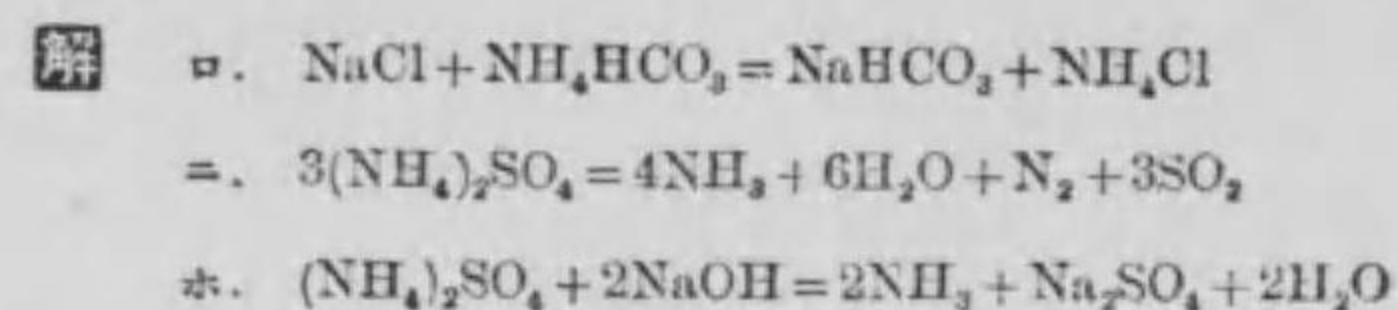 解 ロ. NaCl+NH₄HCO₃=NaHCO₃+NH₄Cl
ニ. 3(NH₄)₂SO₄=4NH₃+6H₂O+N₂+3SO₂
ホ. (NH₄)₂SO₄+2NaOH=2NH₃+Na₂SO₄+2H₂O